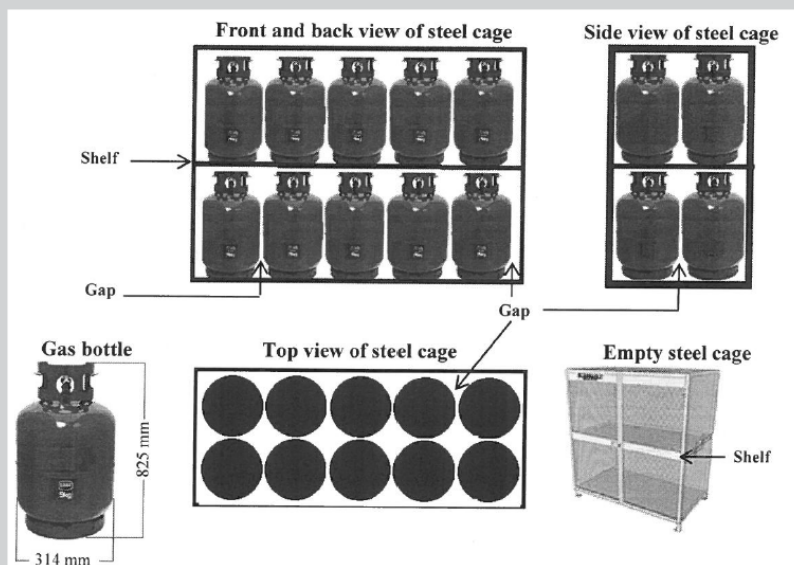 Front and back view of steel cage
Side view of steel cage
Shelf
Gap
Gap
Gas bottle
Top view of steel cage
Empty steel cage
825 mm
Shelf
314 mm